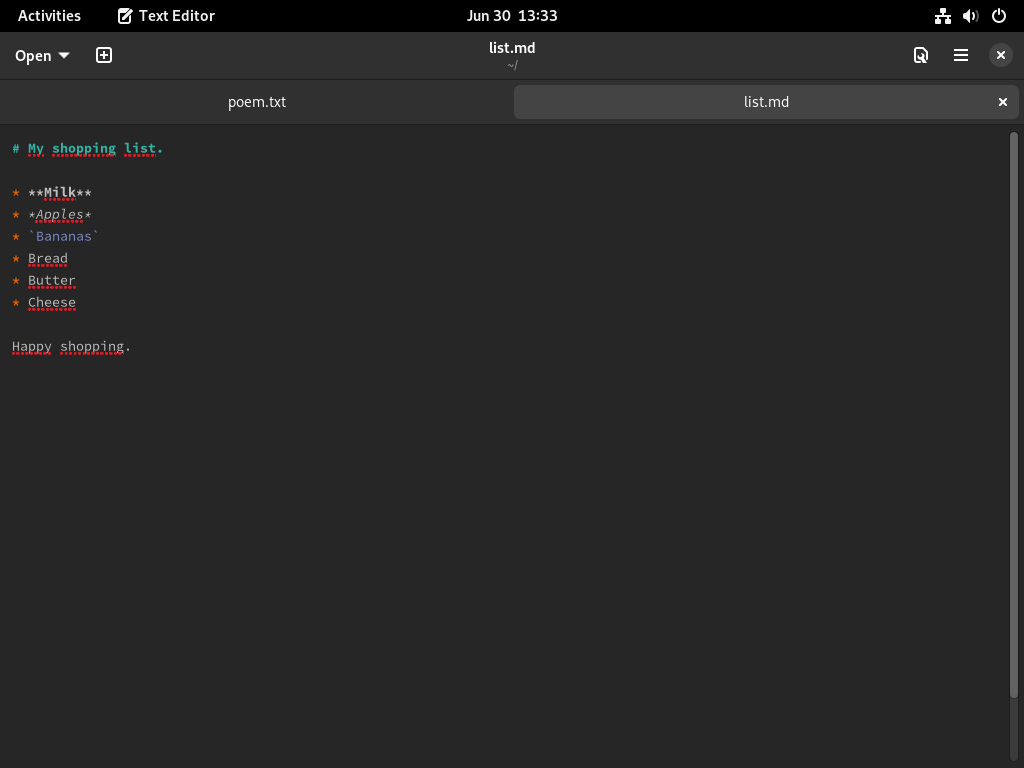 Activities Text Editor Jun 30 13:33
Open list.md
~/
poem.txt list.md
# My shopping list.
* **Milk**
* *Apples*
* `Bananas`
* Bread
* Butter
* Cheese
Happy shopping.